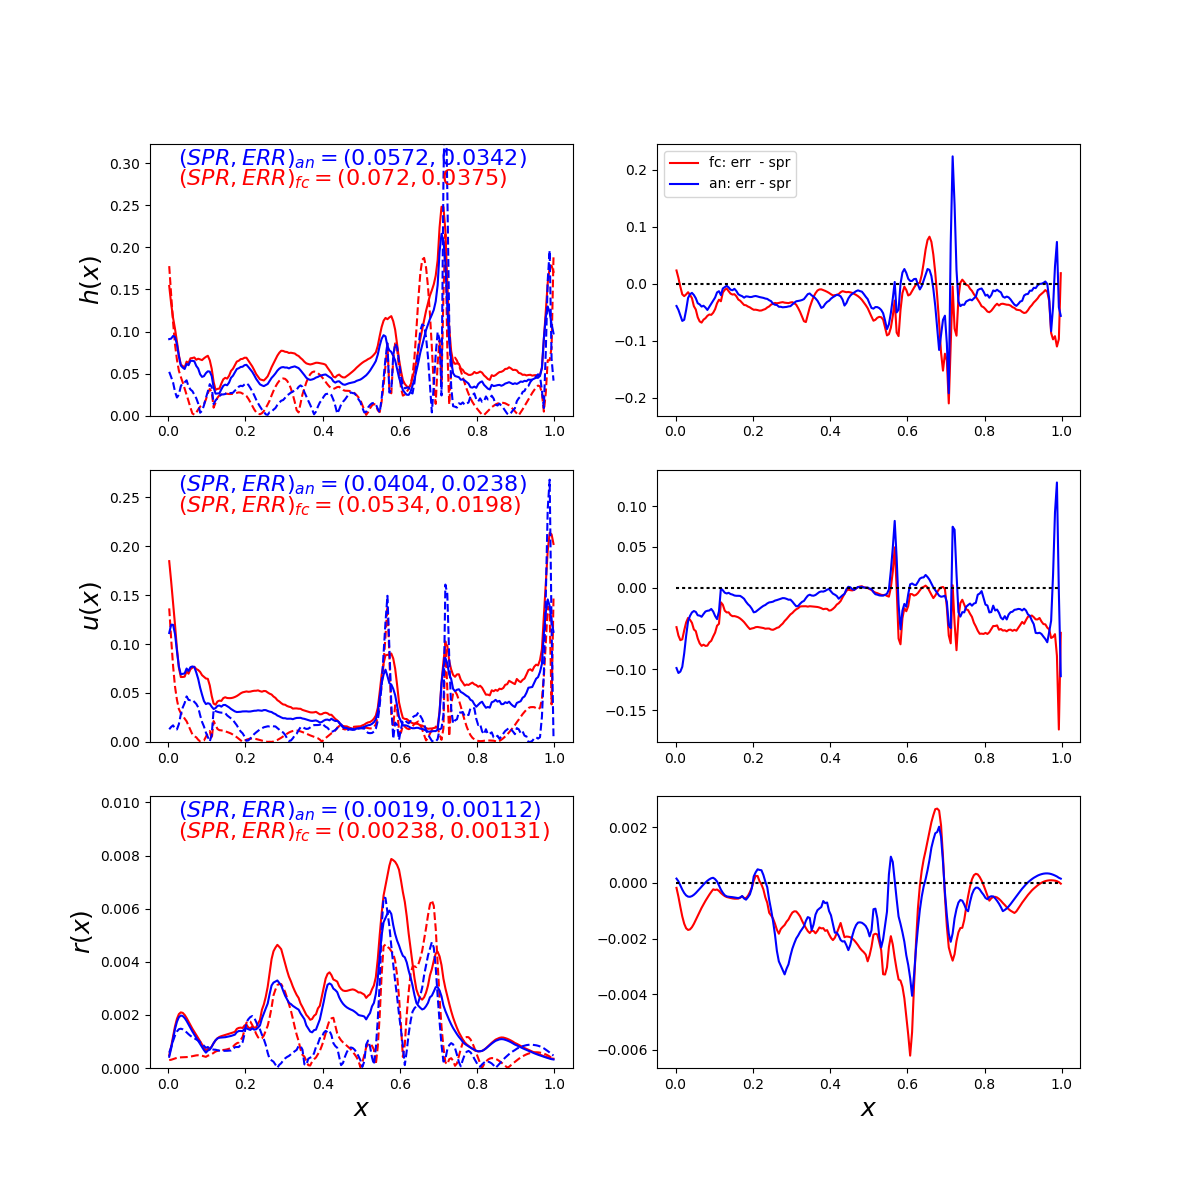 (SPR, ERR)an = (0.0572, 0.0342)
(SPR, ERR)fc = (0.072, 0.0375)
h(x)
0.30
0.25
0.20
0.15
0.10
0.05
0.00
0.0 0.2 0.4 0.6 0.8 1.0
fc: err - spr
an: err - spr
0.2
0.1
0.0
−0.1
−0.2
0.0 0.2 0.4 0.6 0.8 1.0
(SPR, ERR)an = (0.0404, 0.0238)
(SPR, ERR)fc = (0.0534, 0.0198)
u(x)
0.25
0.20
0.15
0.10
0.05
0.00
0.0 0.2 0.4 0.6 0.8 1.0
0.10
0.05
0.00
−0.05
−0.10
−0.15
0.0 0.2 0.4 0.6 0.8 1.0
(SPR, ERR)an = (0.0019, 0.00112)
(SPR, ERR)fc = (0.00238, 0.00131)
r(x)
0.010
0.008
0.006
0.004
0.002
0.000
0.0 0.2 0.4 0.6 0.8 1.0
x
0.002
0.000
−0.002
−0.004
−0.006
0.0 0.2 0.4 0.6 0.8 1.0
x